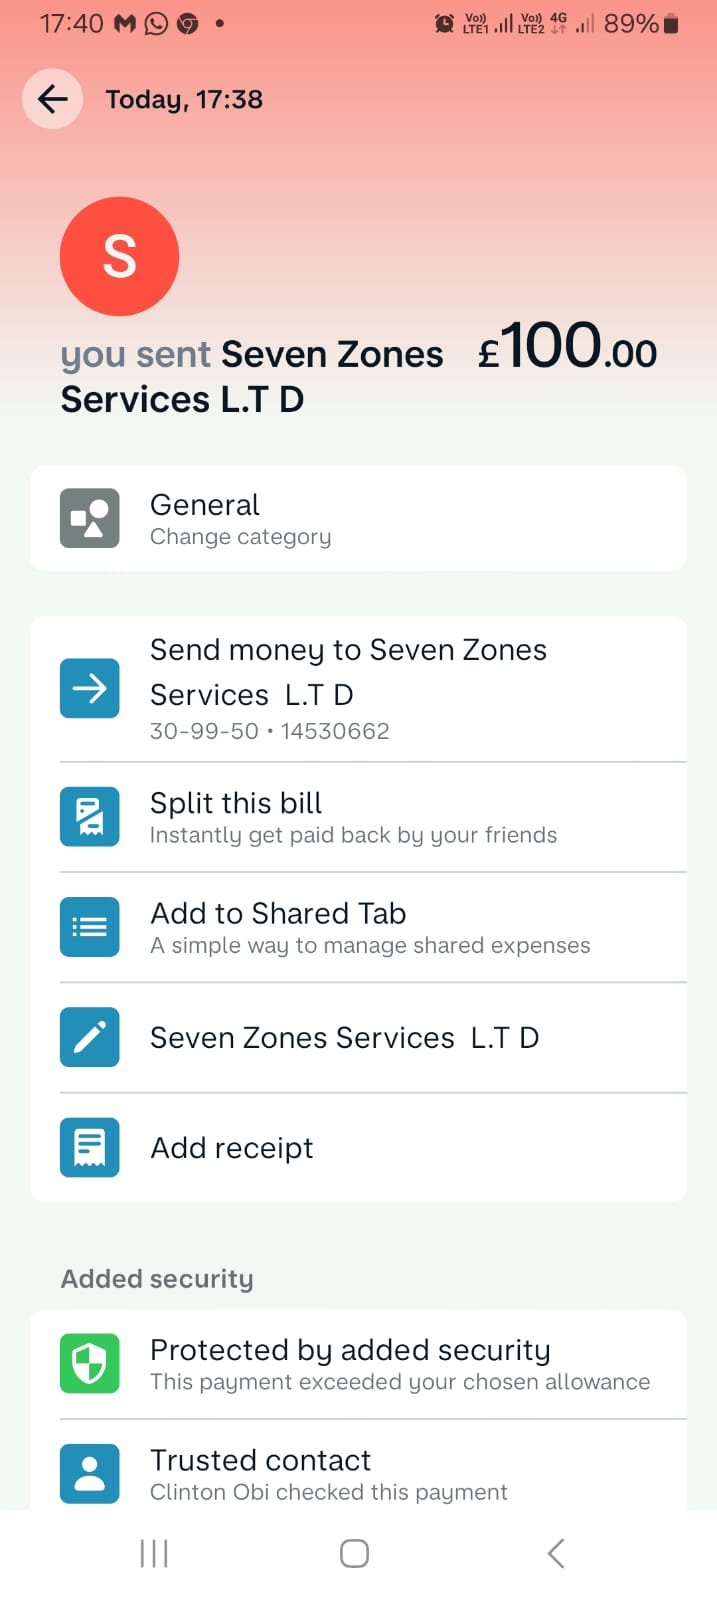 17:40
Vo)) LTE1 Vo)) LTE2 4G 89%
Today, 17:38
S
you sent Seven Zones £100.00
Services L.T D
General
Change category
Send money to Seven Zones
Services L.T D
30-99-50 • 14530662
Split this bill
Instantly get paid back by your friends
Add to Shared Tab
A simple way to manage shared expenses
Seven Zones Services L.T D
Add receipt
Added security
Protected by added security
This payment exceeded your chosen allowance
Trusted contact
Clinton Obi checked this payment